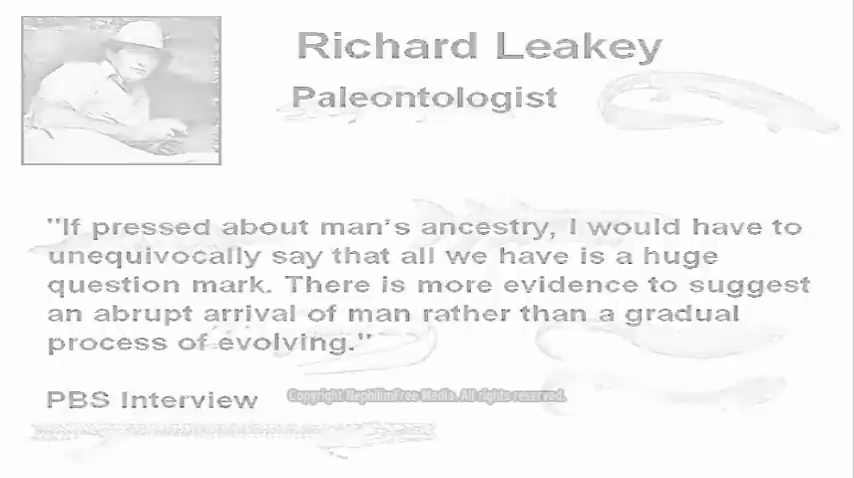 Richard Leakey
Paleontologist
"If pressed about man's ancestry, I would have to
unequivocally say that all we have is a huge
question mark. There is more evidence to suggest
an abrupt arrival of man rather than a gradual
process of evolving."
PBS Interview
Copyright NephilimFree Media. All rights reserved.